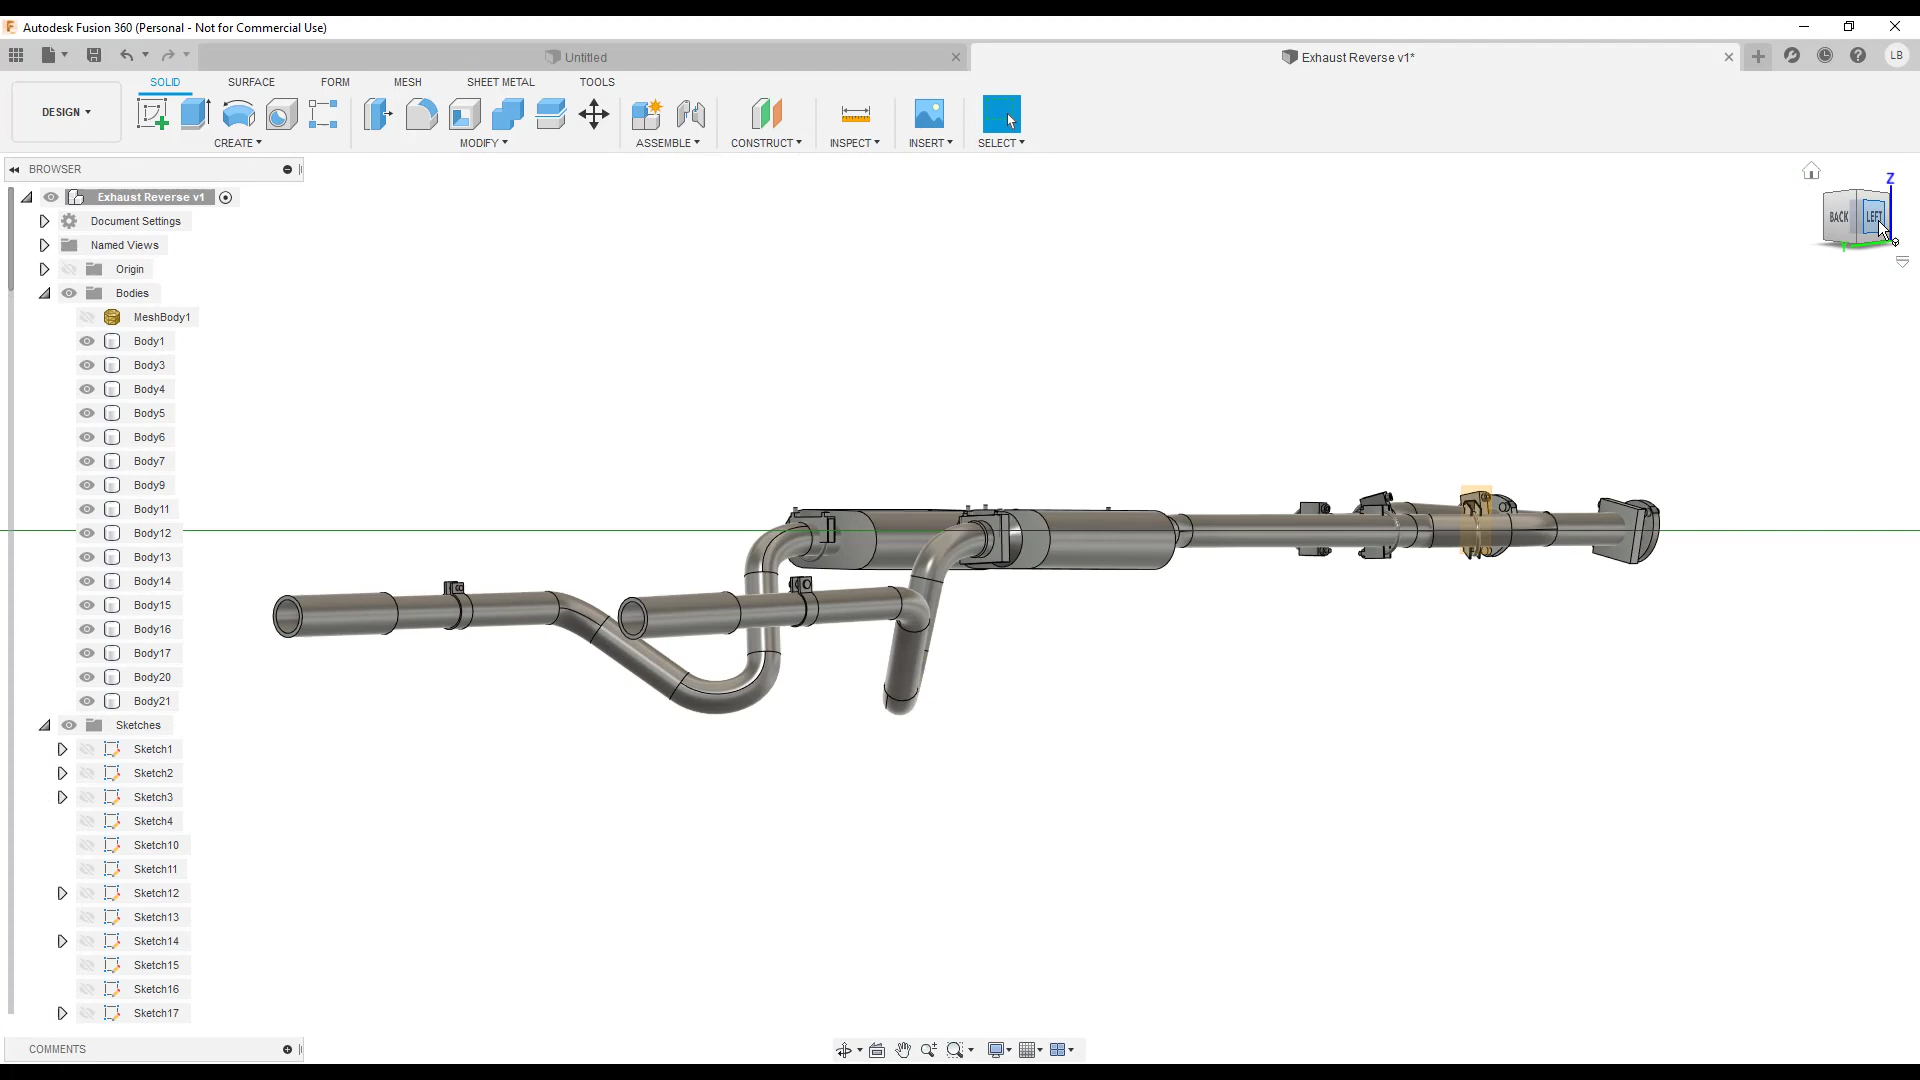 Autodesk Fusion 360 (Personal - Not for Commercial Use)
Untitled
Exhaust Reverse v1*
LB
DESIGN
SOLID SURFACE FORM MESH SHEET METAL TOOLS
CREATE MODIFY ASSEMBLE CONSTRUCT INSPECT INSERT SELECT
BROWSER
Exhaust Reverse v1
Document Settings
Named Views
Origin
Bodies
MeshBody1
Body1
Body3
Body4
Body5
Body6
Body7
Body9
Body11
Body12
Body13
Body14
Body15
Body16
Body17
Body20
Body21
Sketches
Sketch1
Sketch2
Sketch3
Sketch4
Sketch10
Sketch11
Sketch12
Sketch13
Sketch14
Sketch15
Sketch16
Sketch17
COMMENTS
Z
BACK LEFT
Y